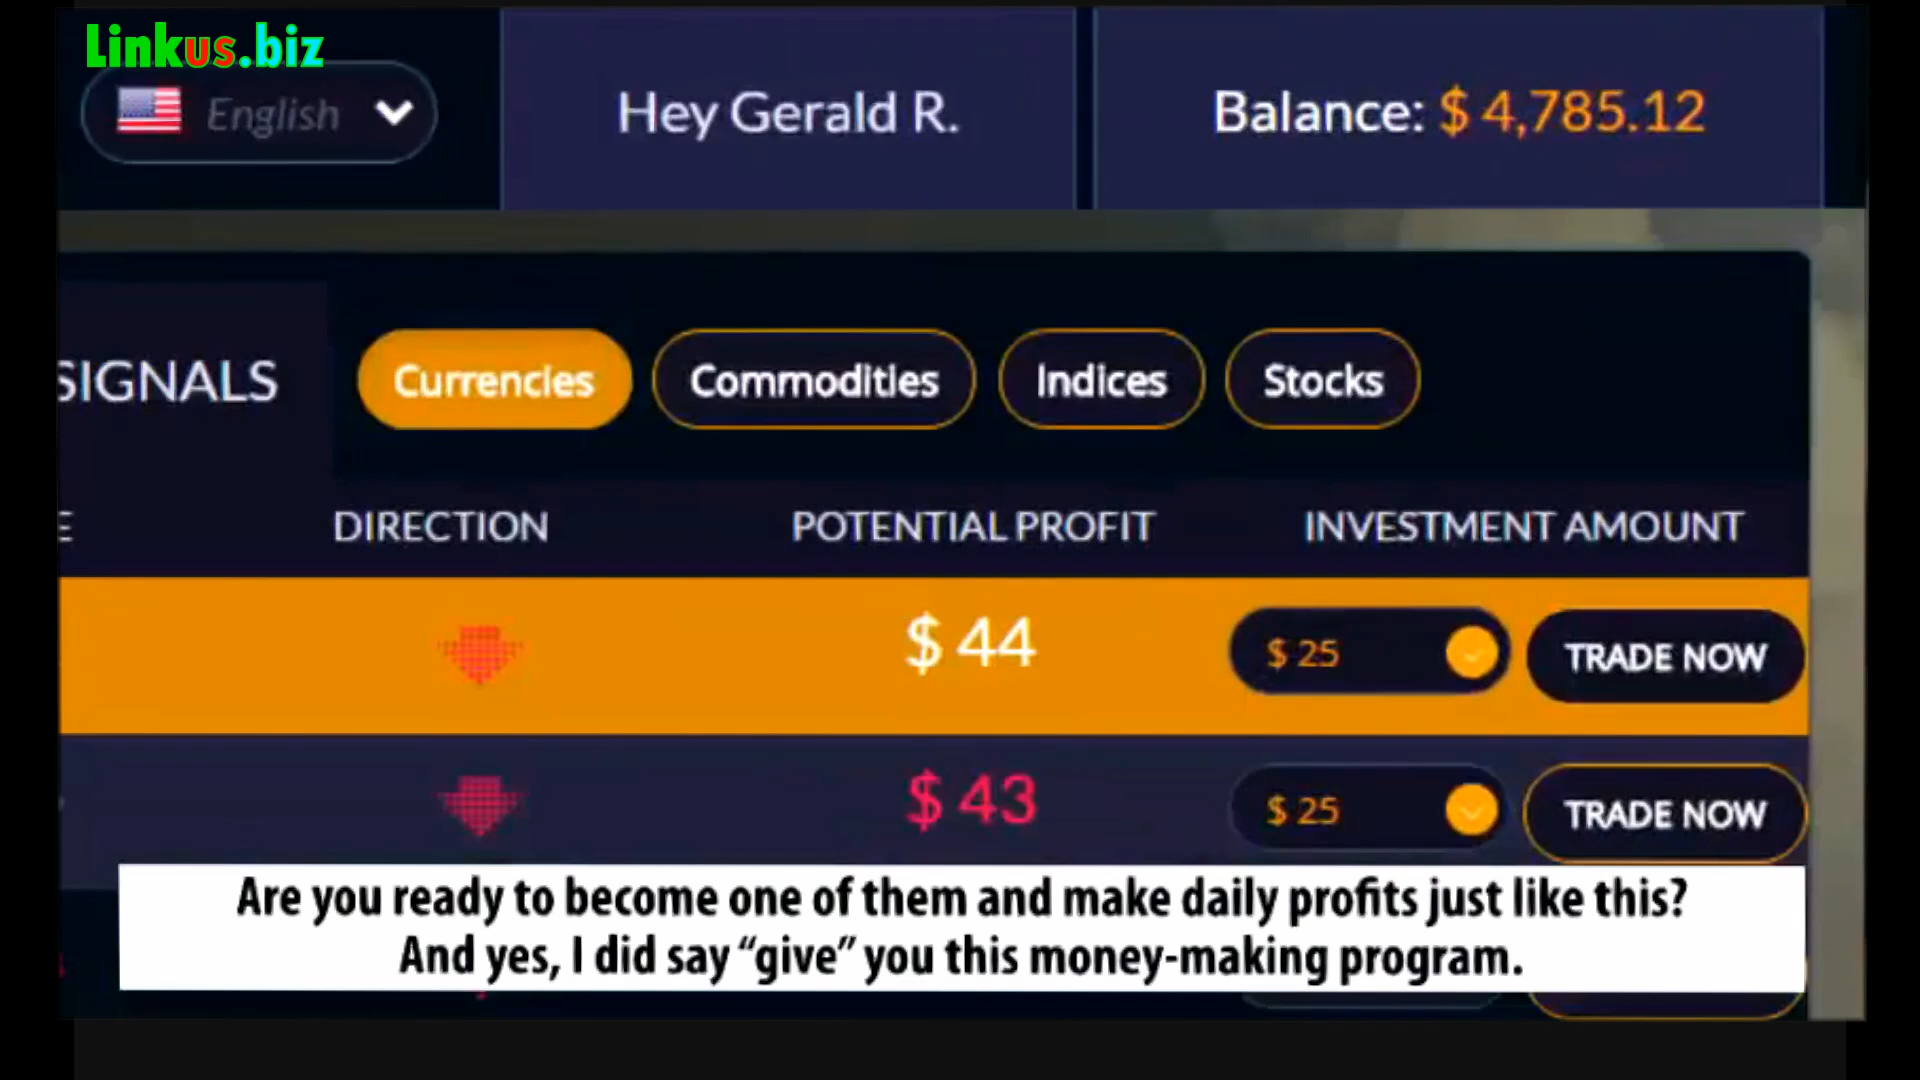 Linkus.biz
English
Hey Gerald R.
Balance: $ 4,785.12
SIGNALS
Currencies
Commodities
Indices
Stocks
E
DIRECTION
POTENTIAL PROFIT
INVESTMENT AMOUNT
$ 44
$ 25
TRADE NOW
$ 43
$ 25
TRADE NOW
Are you ready to become one of them and make daily profits just like this?
And yes, I did say “give” you this money-making program.